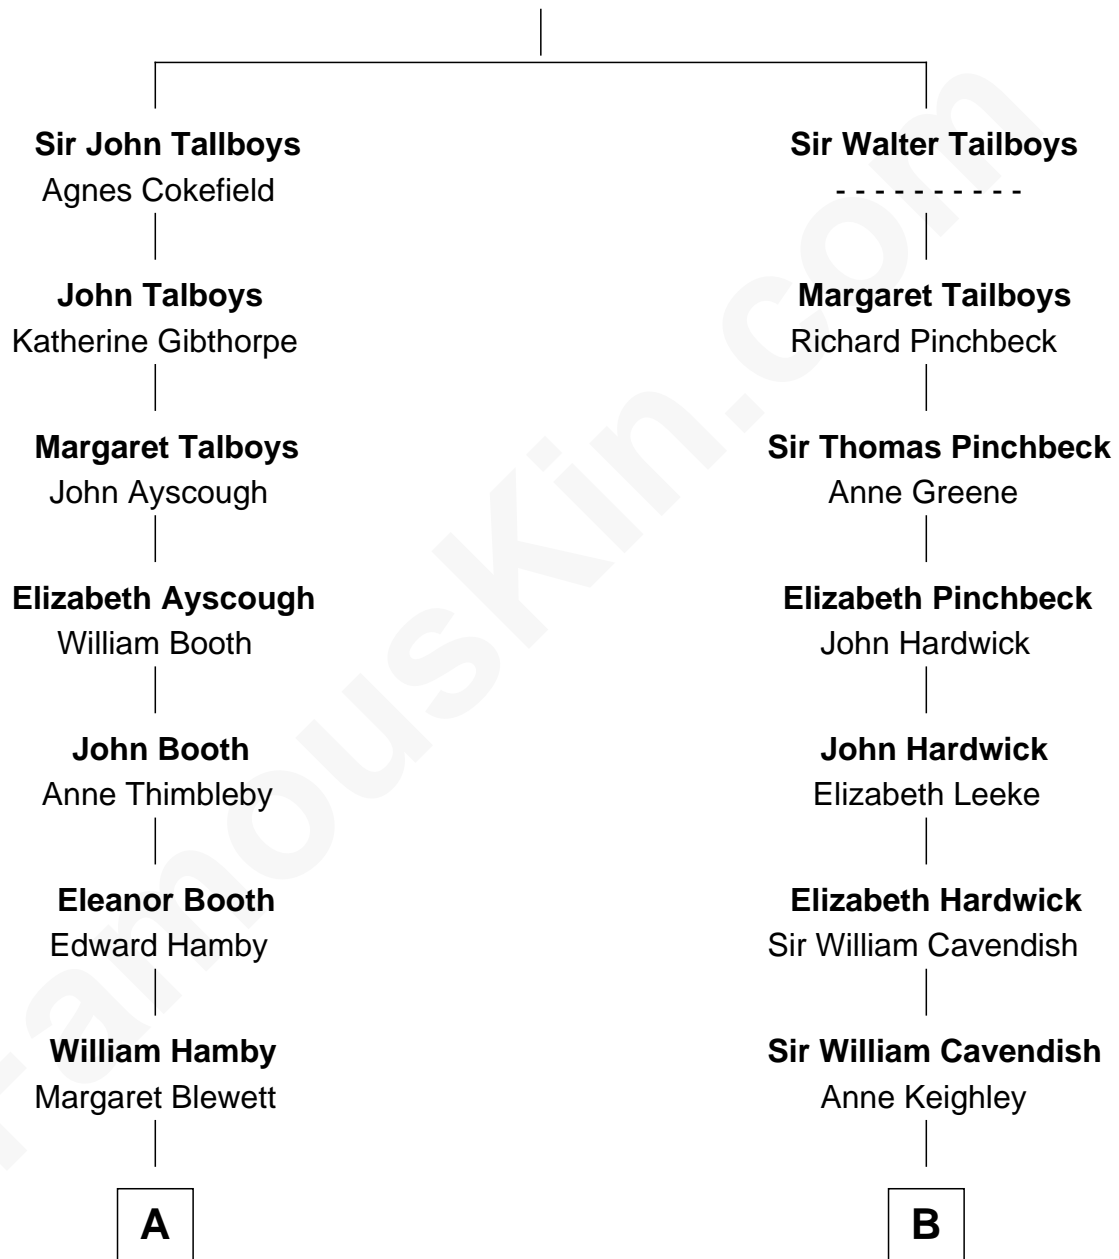 Sir John Tallboys
Agnes Cokefield
John Talboys
Katherine Gibthorpe
Margaret Talboys
John Ayscough
Elizabeth Ayscough
William Booth
John Booth
Anne Thimbleby
Eleanor Booth
Edward Hamby
William Hamby
Margaret Blewett
A
Sir Walter Tailboys
- - - - - - - - - -
Margaret Tailboys
Richard Pinchbeck
Sir Thomas Pinchbeck
Anne Greene
Elizabeth Pinchbeck
John Hardwick
John Hardwick
Elizabeth Leeke
Elizabeth Hardwick
Sir William Cavendish
Sir William Cavendish
Anne Keighley
B
FamousKin.com